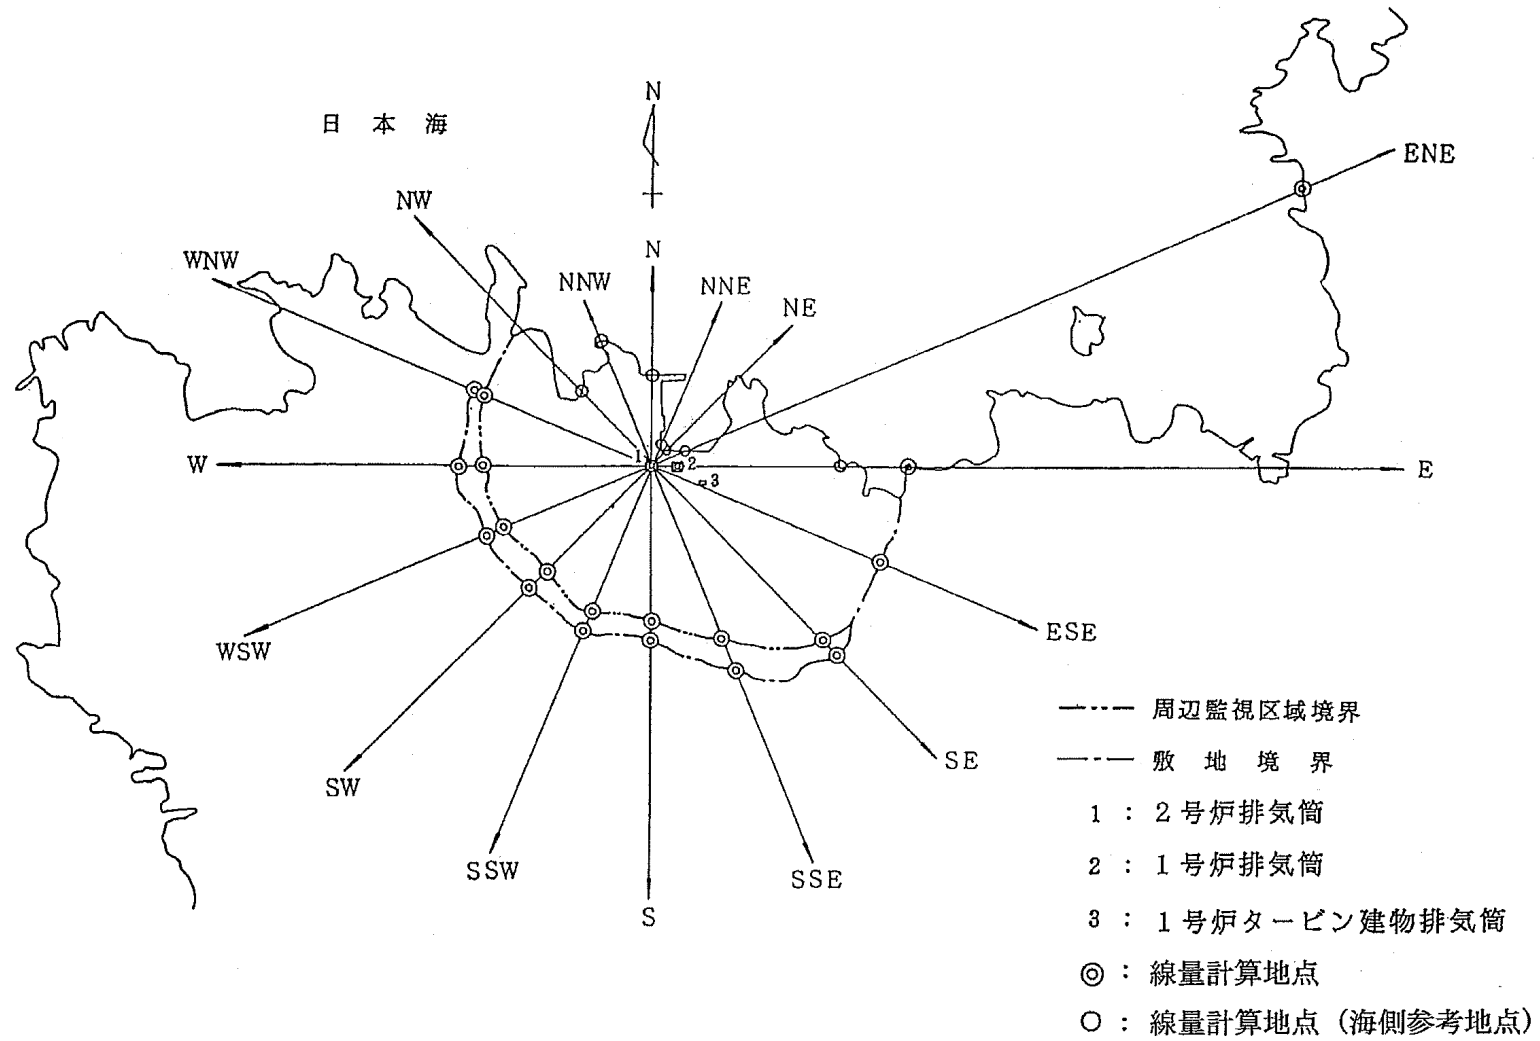 日本海
N
ENE
NW
N
WNW
NNW
NNE
NE
1
2
W
E
3
ESE
WSW
SE
SW
SSW
SSE
S
周辺監視区域境界
敷地境界
1 : 2号炉排気筒
2 : 1号炉排気筒
3 : 1号炉タービン建物排気筒
◎ : 線量計算地点
○ : 線量計算地点 (海側参考地点)